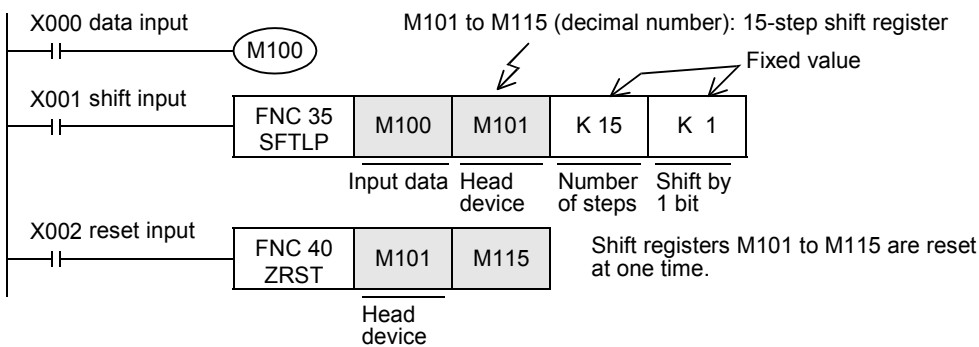 X000 data input
M101 to M115 (decimal number): 15-step shift register
M100
Fixed value
X001 shift input
FNC 35
SFTLP
M100
M101
K 15
K 1
Input data
Head
device
Number
of steps
Shift by
1 bit
X002 reset input
FNC 40
ZRST
M101
M115
Shift registers M101 to M115 are reset
at one time.
Head
device